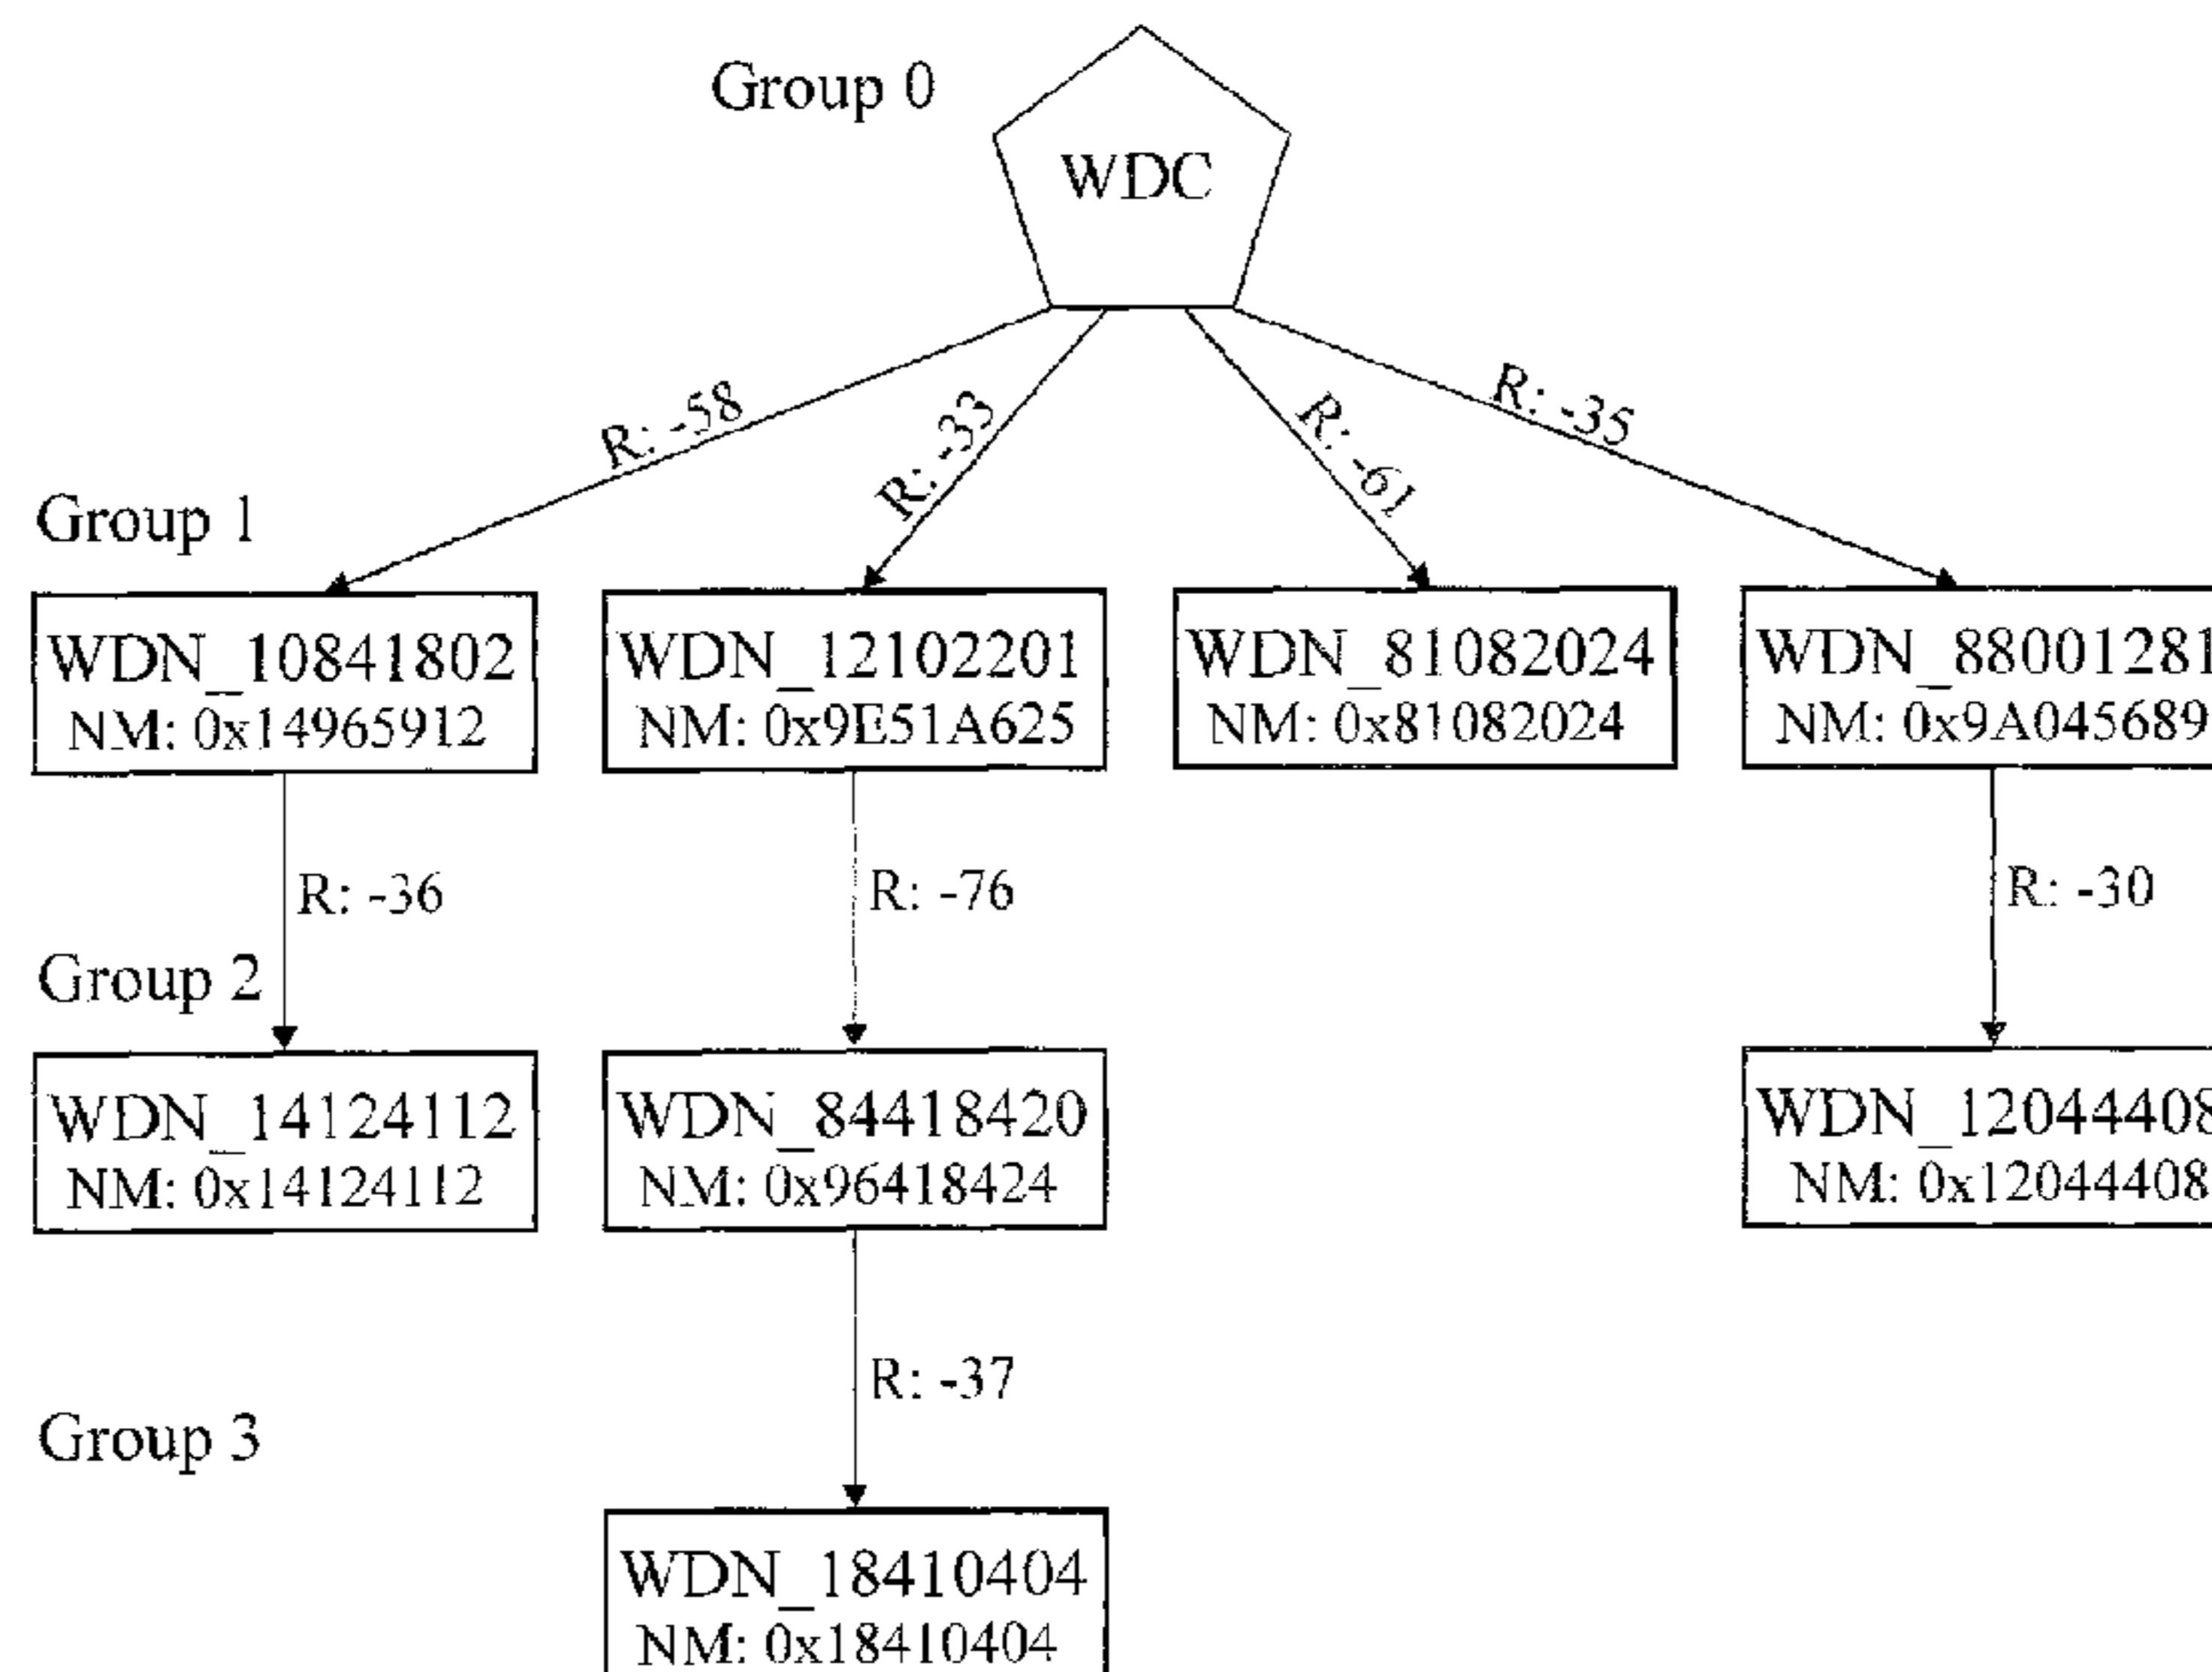 Group 0
WDC
R: -58
R: -33
R: -61
R: -35
Group 1
WDN_10841802
NM: 0x14965912
WDN_12102201
NM: 0x9E51A625
WDN_81082024
NM: 0x81082024
WDN_88001281
NM: 0x9A045689
R: -36
R: -76
R: -30
Group 2
WDN_14124112
NM: 0x14124112
WDN_84418420
NM: 0x96418424
WDN_12044408
NM: 0x12044408
R: -37
Group 3
WDN_18410404
NM: 0x18410404